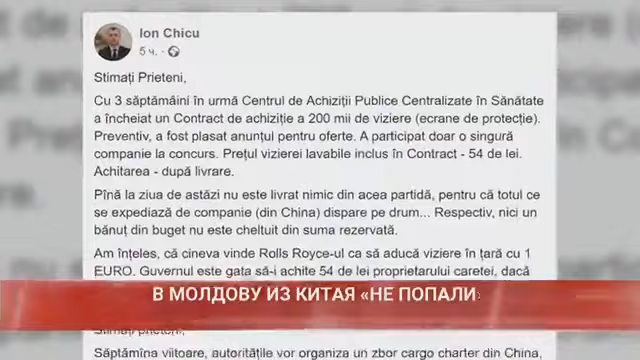 Ion Chicu
5 ч.
Stimați Prieteni,
Cu 3 săptămâini în urmă Centrul de Achiziții Publice Centralizate în Sănătate
a încheiat un Contract de achiziție a 200 mii de viziere (ecrane de protecție).
Preventiv, a fost plasat anunțul pentru oferte. A participat doar o singură
companie la concurs. Prețul vizierei lavabile inclus în Contract - 54 de lei.
Achitarea - după livrare.
Pînă la ziua de astăzi nu este livrat nimic din acea partidă, pentru că totul ce
se expediază de companie (din China) dispare pe drum... Respectiv, nici un
bănuț din buget nu este cheltuit din suma rezervată.
Am înțeles, că cineva vinde Rolls Royce-ul ca să aducă viziere în țară cu 1
EURO. Guvernul este gata să-i achite 54 de lei proprietarului caretei, dacă
В МОЛДОВУ ИЗ КИТАЯ «НЕ ПОПАЛИ
Stimați prieteni,
Săptămîna viitoare, autoritățile vor organiza un zbor cargo charter din China,